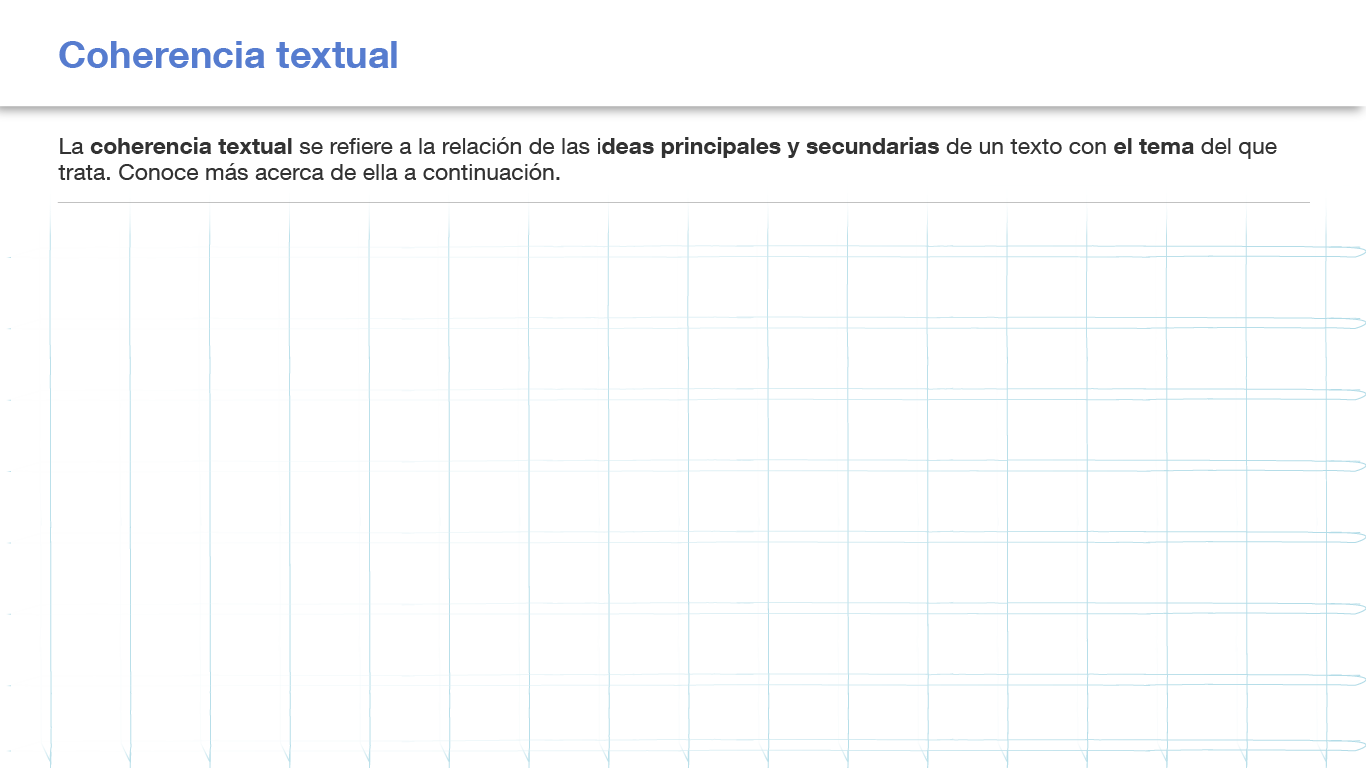 Coherencia textual
La coherencia textual se refiere a la relación de las ideas principales y secundarias de un texto con el tema del que
trata. Conoce más acerca de ella a continuación.